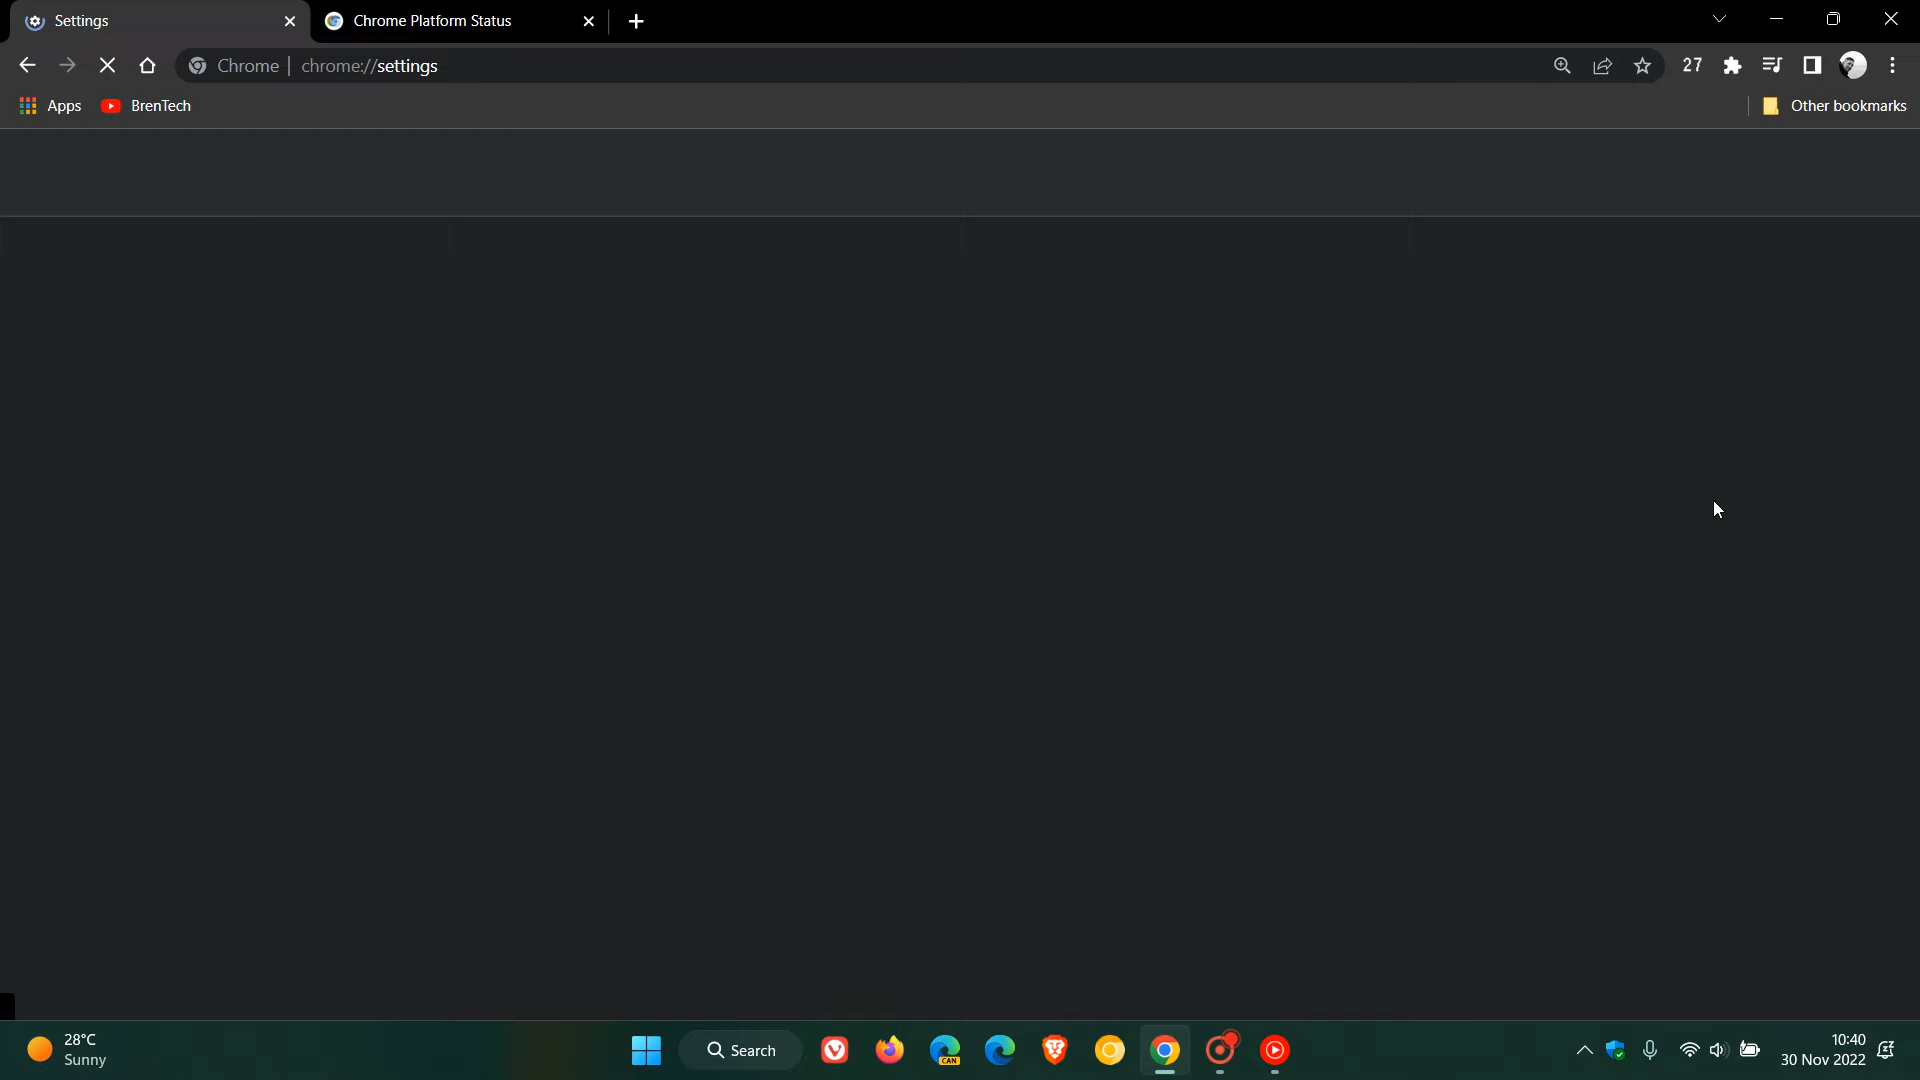 Settings
Chrome Platform Status
Chrome
chrome://settings
27
Apps
BrenTech
Other bookmarks
28°C
Sunny
Search
CAN
10:40
30 Nov 2022